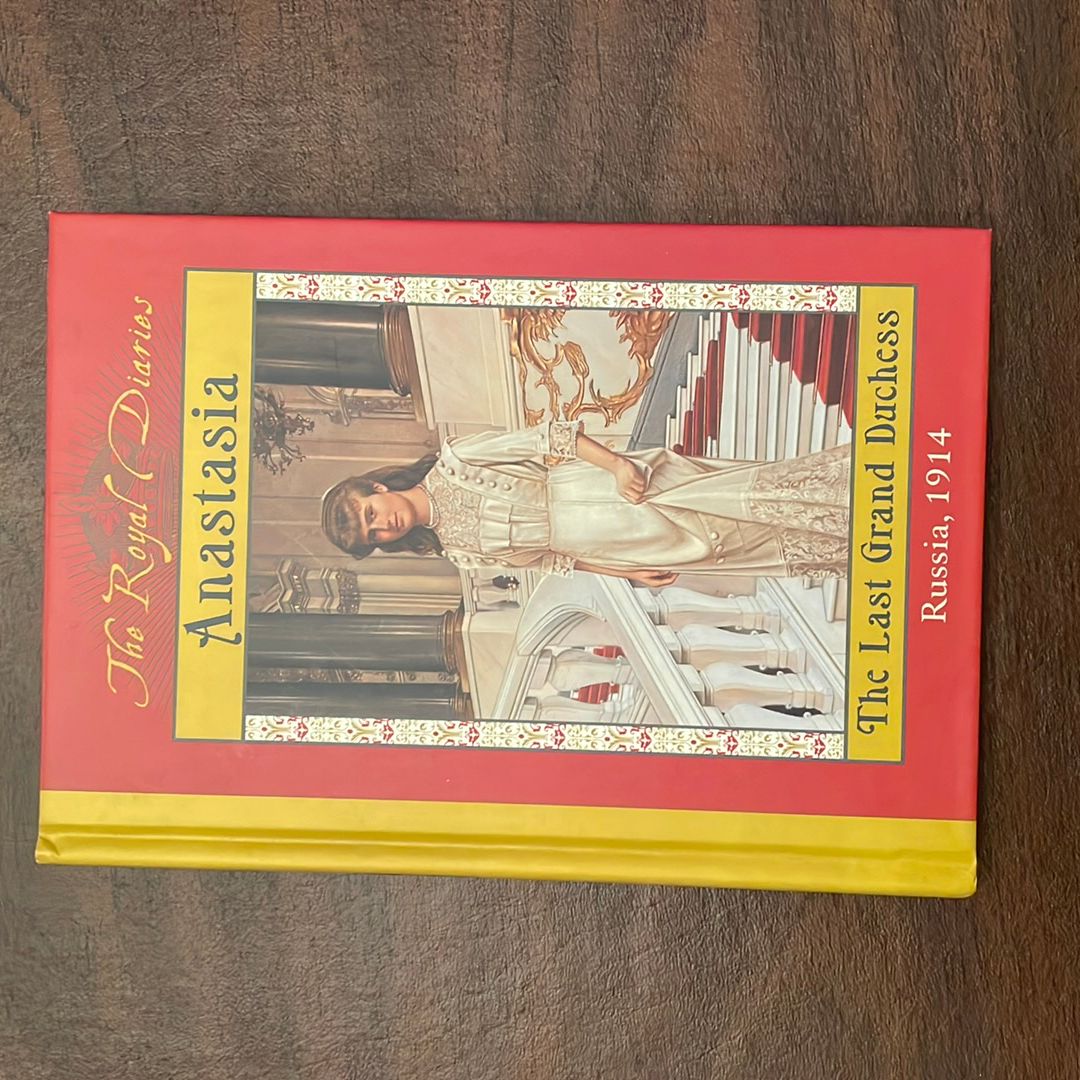 The Royal Diaries
Anastasia
The Last Grand Duchess
Russia, 1914